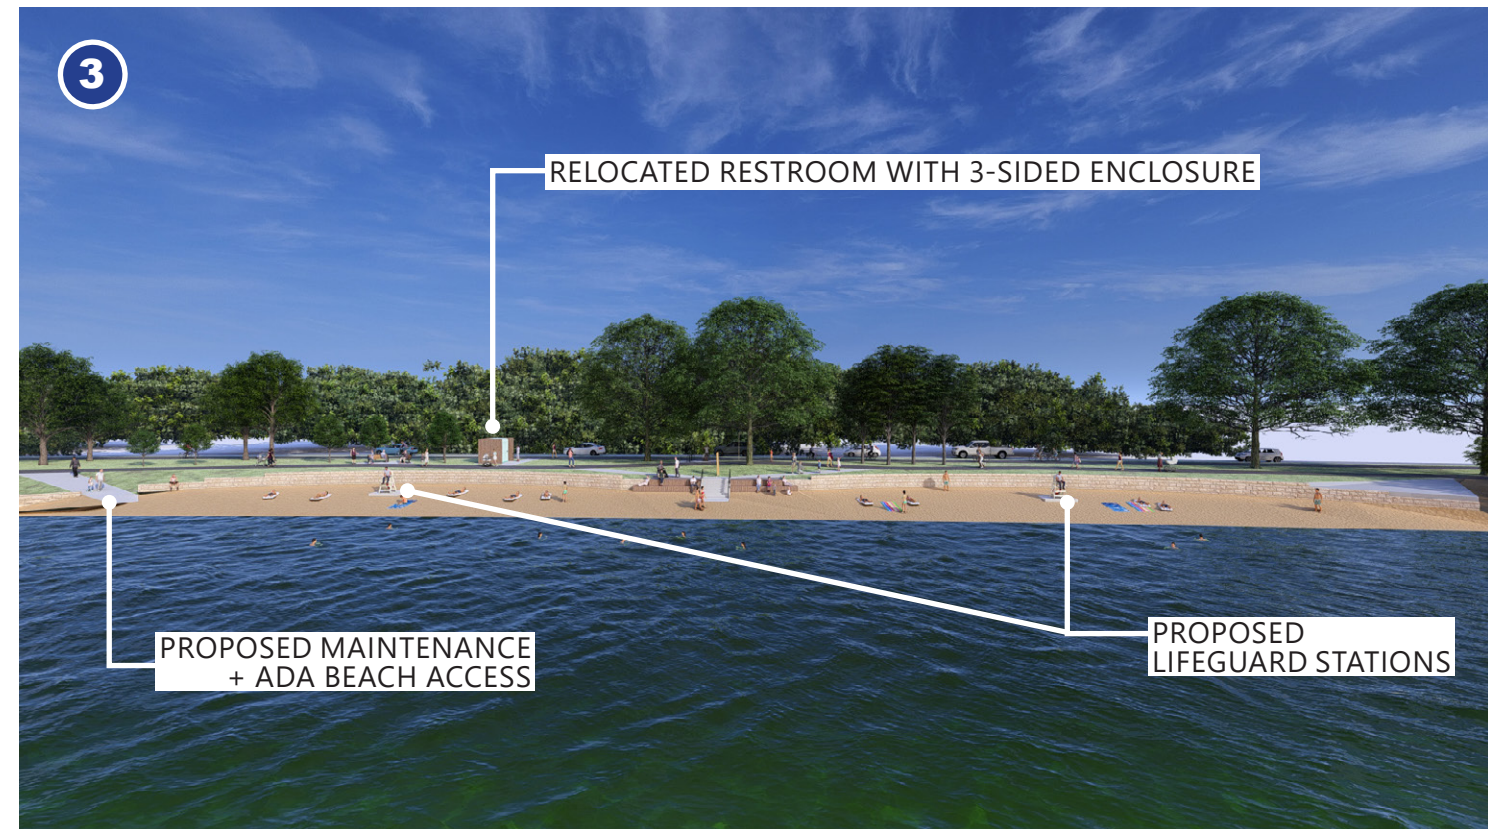 3
RELOCATED RESTROOM WITH 3-SIDED ENCLOSURE
PROPOSED MAINTENANCE
+ ADA BEACH ACCESS
PROPOSED
LIFEGUARD STATIONS